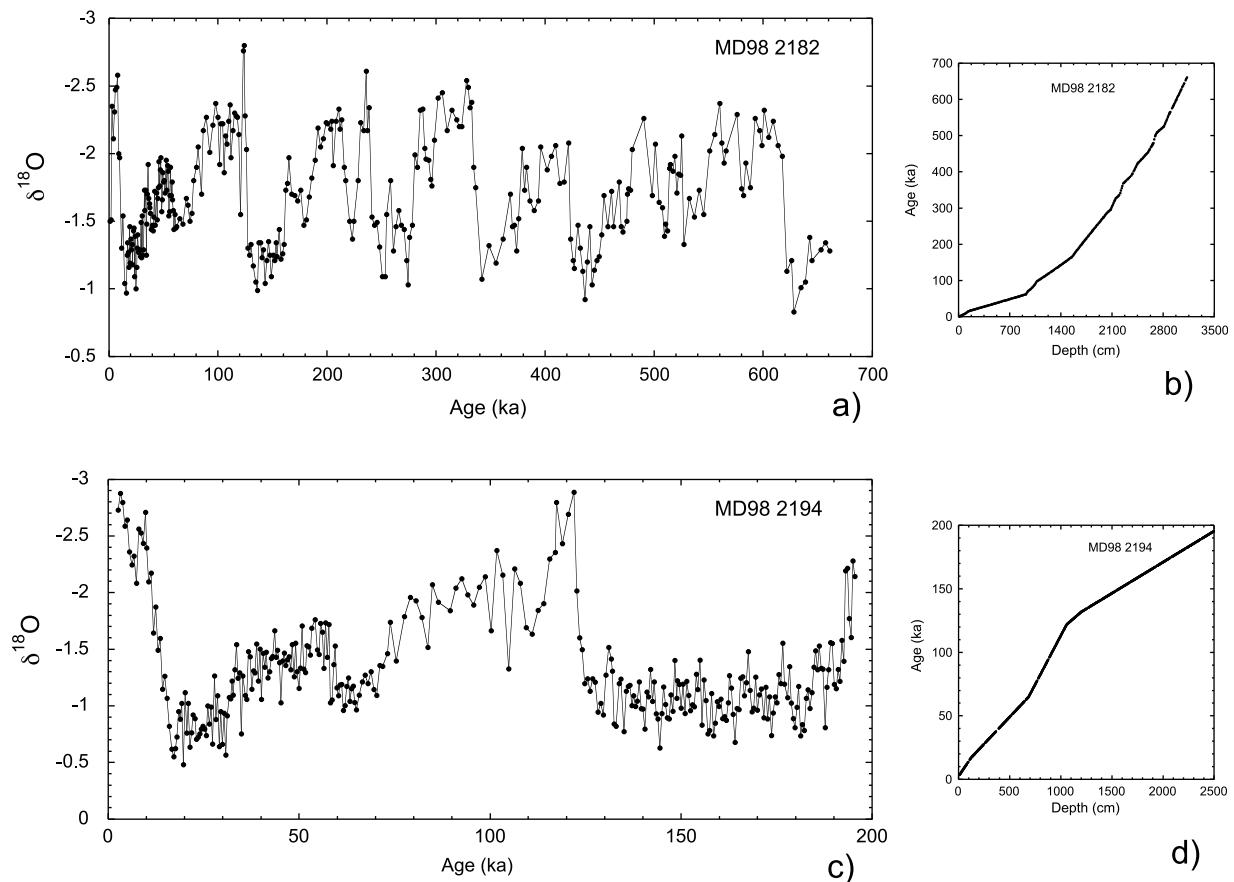 -3
-2.5
-2
-1.5
-1
-0.5
δ18O
MD98 2182
0 100 200 300 400 500 600 700
Age (ka)
a)
700
600
500
400
300
200
100
0
Age (ka)
MD98 2182
0 700 1400 2100 2800 3500
Depth (cm)
b)
-3
-2.5
-2
-1.5
-1
-0.5
0
δ18O
MD98 2194
0 50 100 150 200
Age (ka)
c)
200
150
100
50
0
Age (ka)
MD98 2194
0 500 1000 1500 2000 2500
Depth (cm)
d)